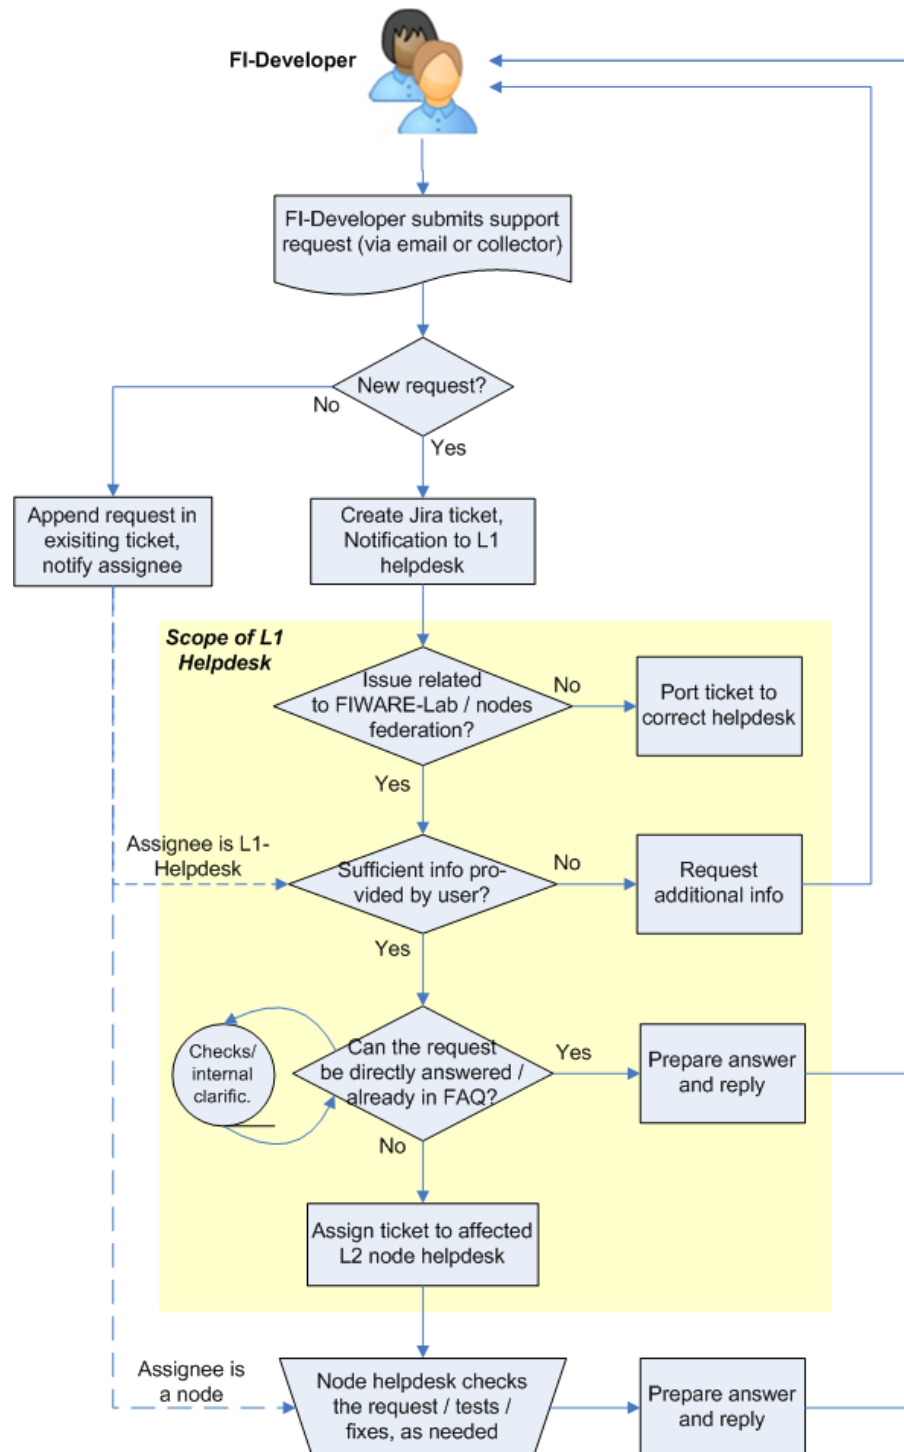 FI-Developer
FI-Developer submits support
request (via email or collector)
New request?
No
Yes
Append request in
exisiting ticket,
notify assignee
Create Jira ticket,
Notification to L1
helpdesk
Scope of L1
Helpdesk
Issue related
to FIWARE-Lab / nodes
federation?
No
Port ticket to
correct helpdesk
Yes
Assignee is L1-
Helpdesk
Sufficient info pro-
vided by user?
No
Request
additional info
Yes
Checks/
internal
clarific.
Can the request
be directly answered /
already in FAQ?
Yes
Prepare answer
and reply
No
Assign ticket to affected
L2 node helpdesk
Assignee is
a node
Node helpdesk checks
the request / tests /
fixes, as needed
Prepare answer
and reply